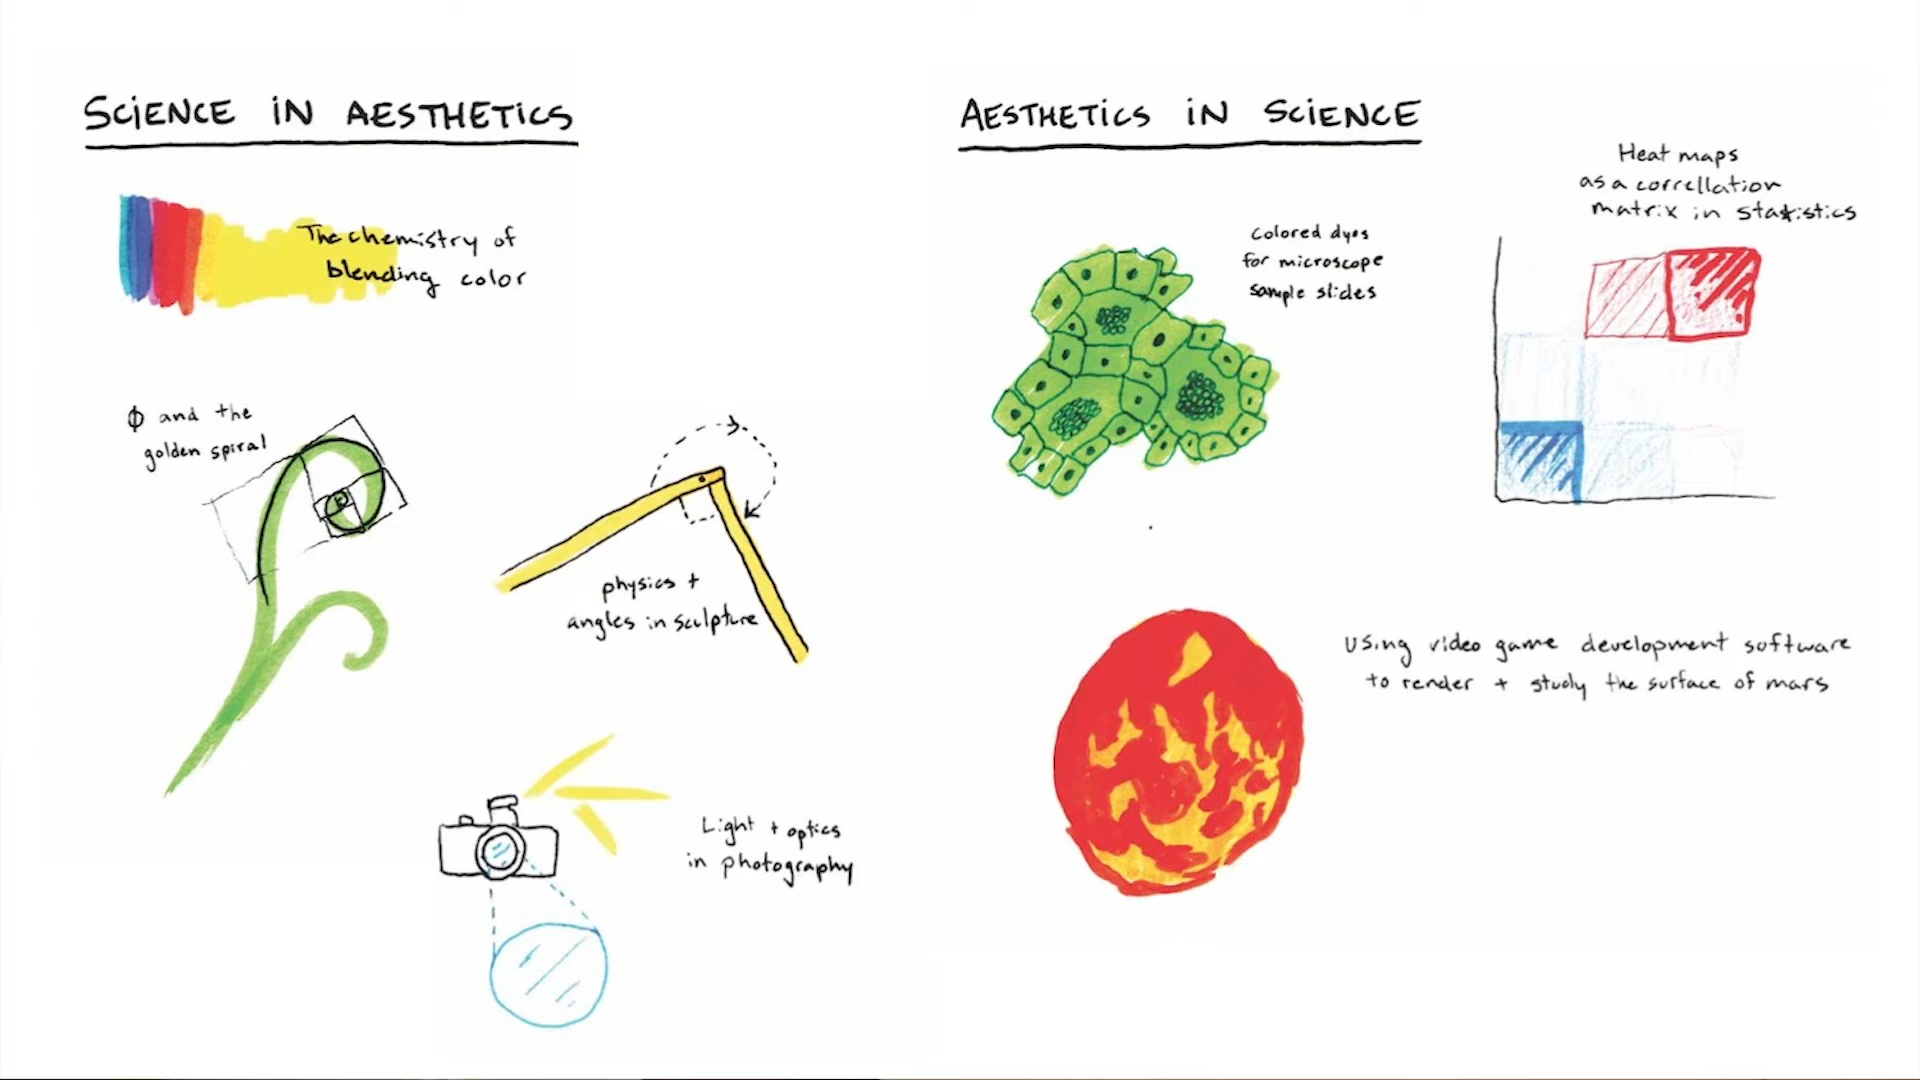 SCIENCE IN AESTHETICS
The chemistry of
blending color
Φ and the
golden spiral
physics +
angles in sculpture
Light + optics
in photography
AESTHETICS IN SCIENCE
Colored dyes
for microscope
sample slides
Heat maps
as a correllation
matrix in statistics
Using video game development software
to render + study the surface of mars